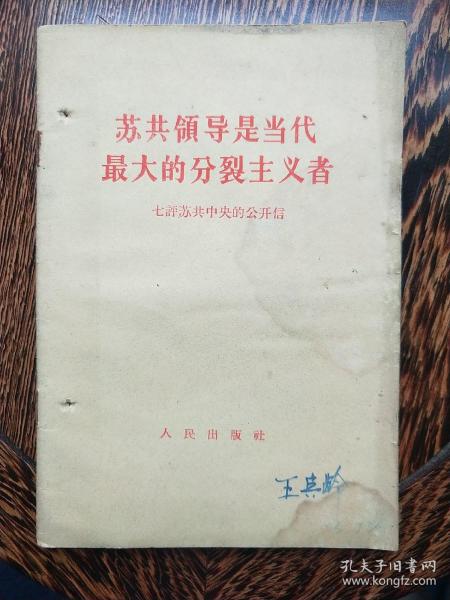 苏共領导是当代
最大的分裂主义者
七評苏共中央的公开信
人民出版社
王其龄
孔夫子旧书网
www.kongfz.com